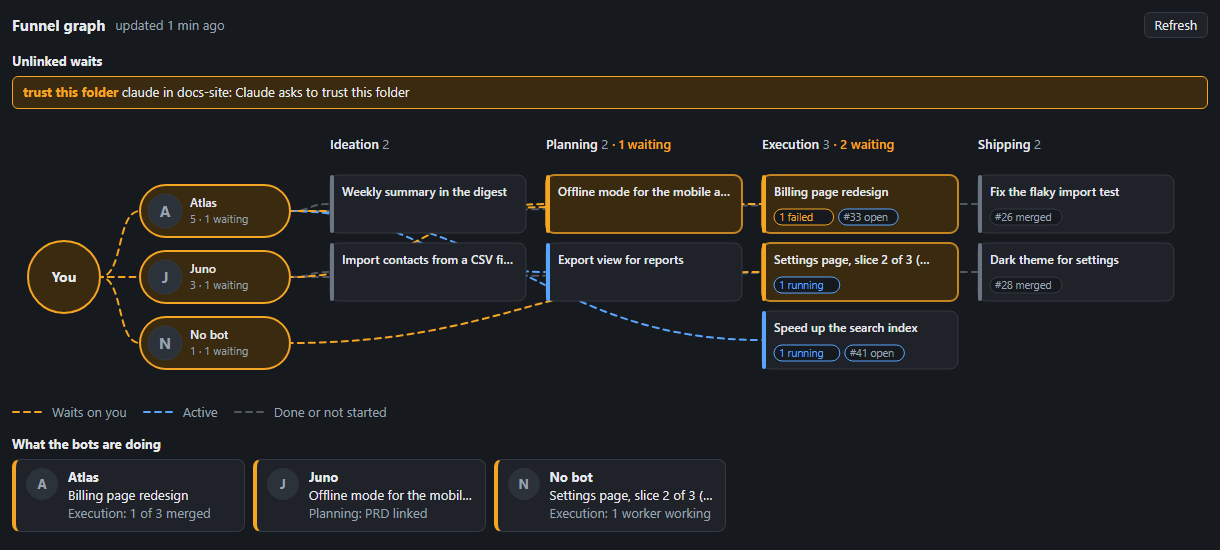 Funnel graph updated 1 min ago
Refresh
Unlinked waits
trust this folder claude in docs-site: Claude asks to trust this folder
Ideation 2
Planning 2 · 1 waiting
Execution 3 · 2 waiting
Shipping 2
You
A
Atlas
5 · 1 waiting
J
Juno
3 · 1 waiting
N
No bot
1 · 1 waiting
Weekly summary in the digest
Import contacts from a CSV fi...
Offline mode for the mobile a...
Export view for reports
Billing page redesign
1 failed
#33 open
Settings page, slice 2 of 3 (...
1 running
Speed up the search index
1 running
#41 open
Fix the flaky import test
#26 merged
Dark theme for settings
#28 merged
Waits on you
Active
Done or not started
What the bots are doing
A
Atlas
Billing page redesign
Execution: 1 of 3 merged
J
Juno
Offline mode for the mobil...
Planning: PRD linked
N
No bot
Settings page, slice 2 of 3 (...
Execution: 1 worker working